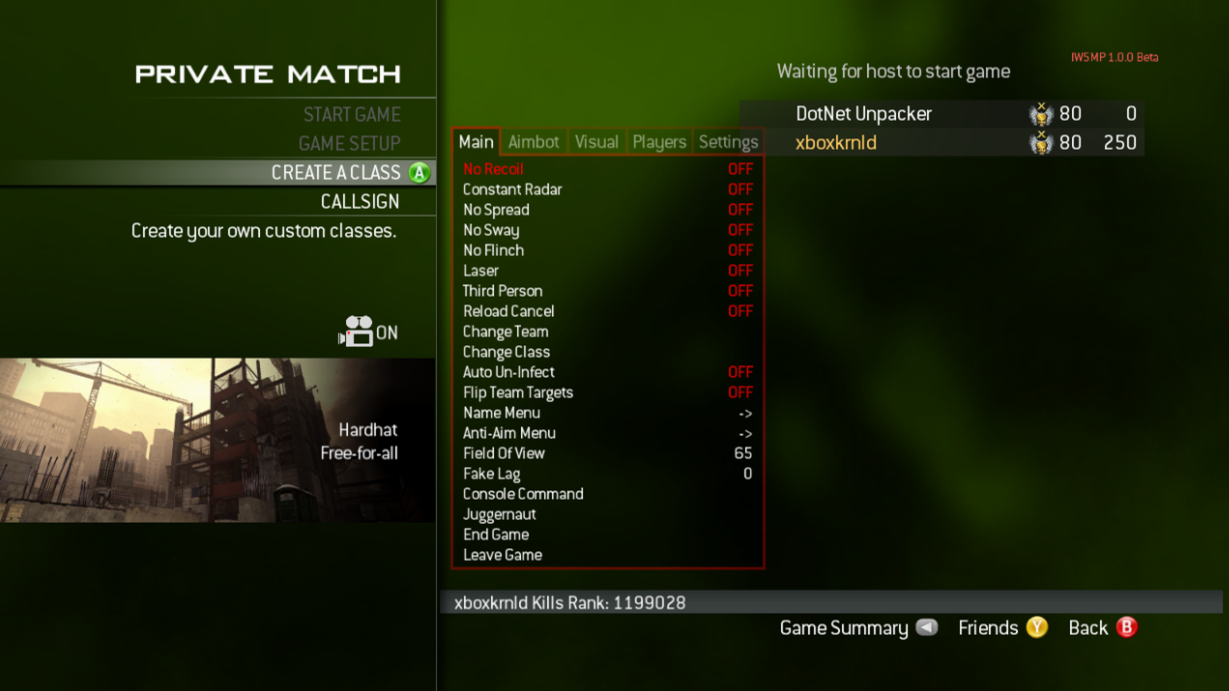 PRIVATE MATCH
START GAME
GAME SETUP
CREATE A CLASS A
CALLSIGN
Create your own custom classes.
ON
Hardhat
Free-for-all
Main Aimbot Visual Players Settings
No Recoil OFF
Constant Radar OFF
No Spread OFF
No Sway OFF
No Flinch OFF
Laser OFF
Third Person OFF
Reload Cancel OFF
Change Team
Change Class
Auto Un-Infect OFF
Flip Team Targets OFF
Name Menu ->
Anti-Aim Menu ->
Field Of View 65
Fake Lag 0
Console Command
Juggernaut
End Game
Leave Game
IW5MP 1.0.0 Beta
Waiting for host to start game
DotNet Unpacker 80 0
xboxkrnld 80 250
xboxkrnld Kills Rank: 1199028
Game Summary Friends Y Back B